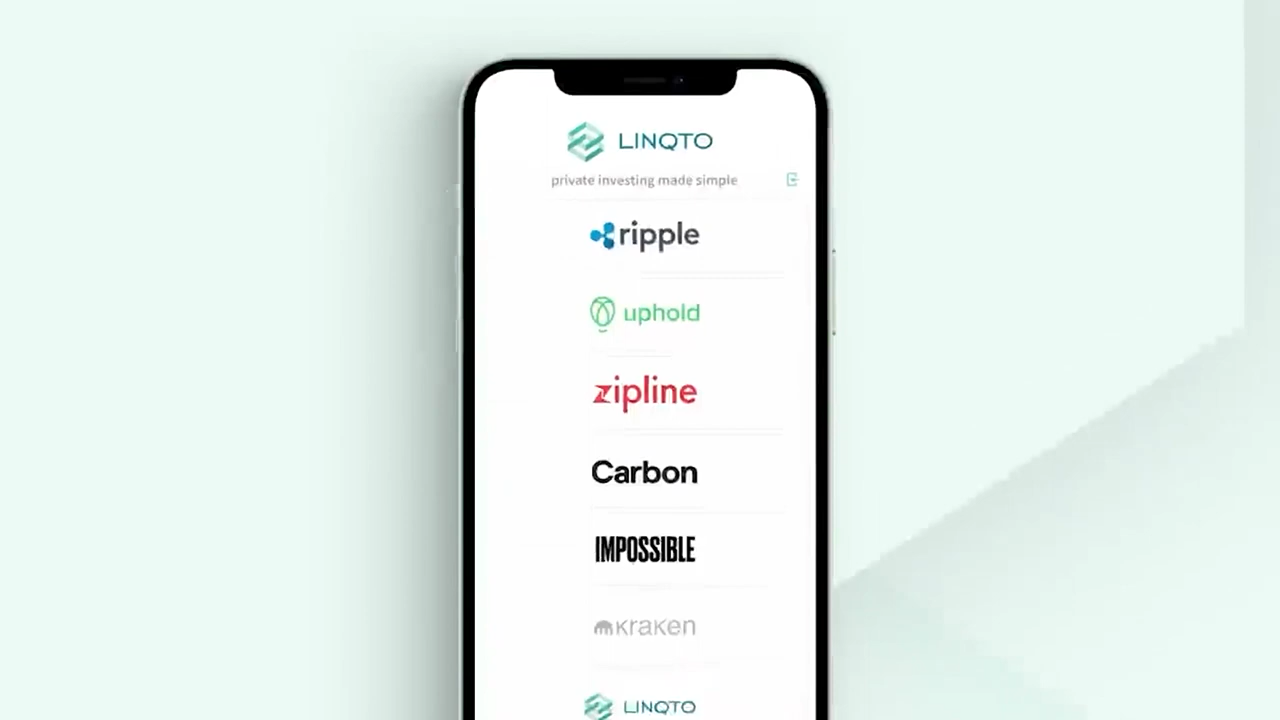 LINQTO
private investing made simple
ripple
uphold
zipline
Carbon
IMPOSSIBLE
kraken
LINQTO